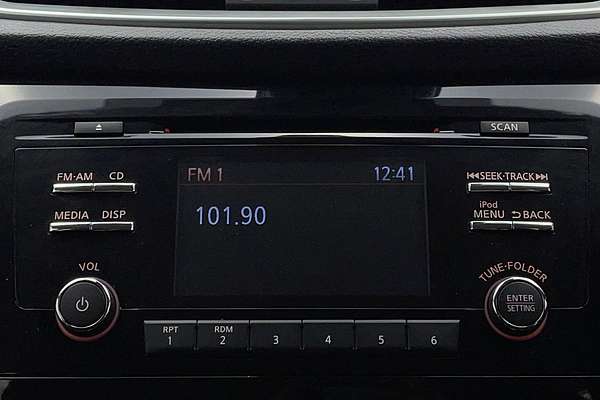 SCAN
FM·AM CD
FM 1 12:41
SEEK·TRACK
MEDIA DISP
101.90
iPod
MENU BACK
VOL
TUNE·FOLDER
ENTER
SETTING
RPT RDM
1 2 3 4 5 6